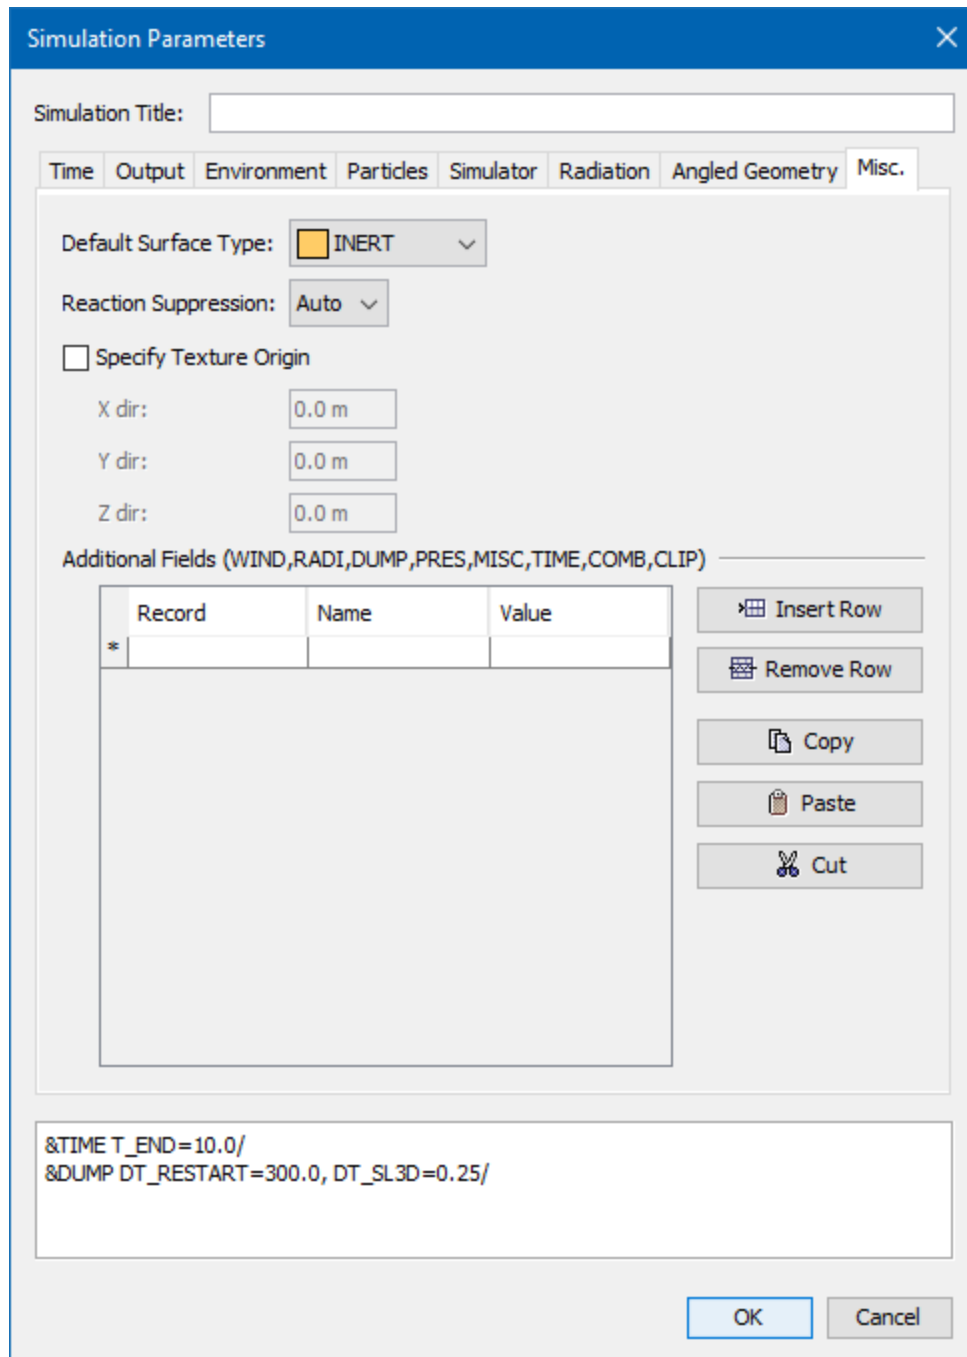 Simulation Parameters
Simulation Title:
Time Output Environment Particles Simulator Radiation Angled Geometry Misc.
Default Surface Type: INERT
Reaction Suppression: Auto
Specify Texture Origin
X dir: 0.0 m
Y dir: 0.0 m
Z dir: 0.0 m
Additional Fields (WIND,RADI,DUMP,PRES,MISC,TIME,COMB,CLIP)
Record Name Value
*
Insert Row
Remove Row
Copy
Paste
Cut
&TIME T_END=10.0/
&DUMP DT_RESTART=300.0, DT_SL3D=0.25/
OK Cancel